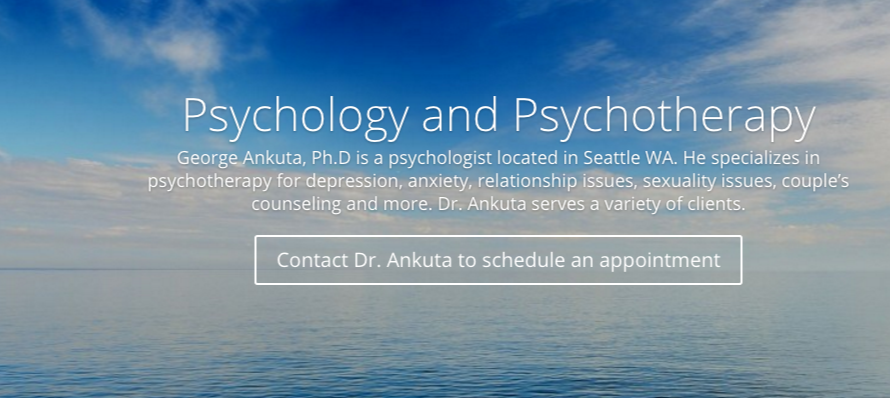 Psychology and Psychotherapy
George Ankuta, Ph.D is a psychologist located in Seattle WA. He specializes in
psychotherapy for depression, anxiety, relationship issues, sexuality issues, couple's
counseling and more. Dr. Ankuta serves a variety of clients.
Contact Dr. Ankuta to schedule an appointment